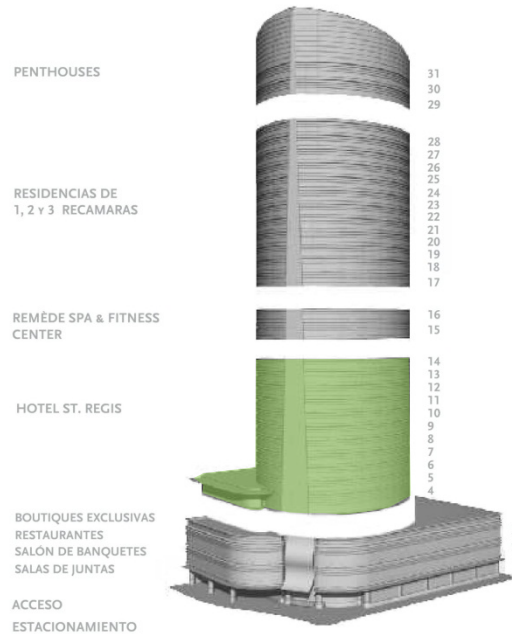 PENTHOUSES
31
30
29
28
27
RESIDENCIAS DE
1, 2 Y 3 RECAMARAS
26
25
24
23
22
21
20
19
18
17
REMÈDE SPA & FITNESS
CENTER
16
15
14
13
12
HOTEL ST. REGIS
11
10
9
8
7
6
5
4
BOUTIQUES EXCLUSIVAS
RESTAURANTES
SALÓN DE BANQUETES
SALAS DE JUNTAS
ACCESO
ESTACIONAMIENTO